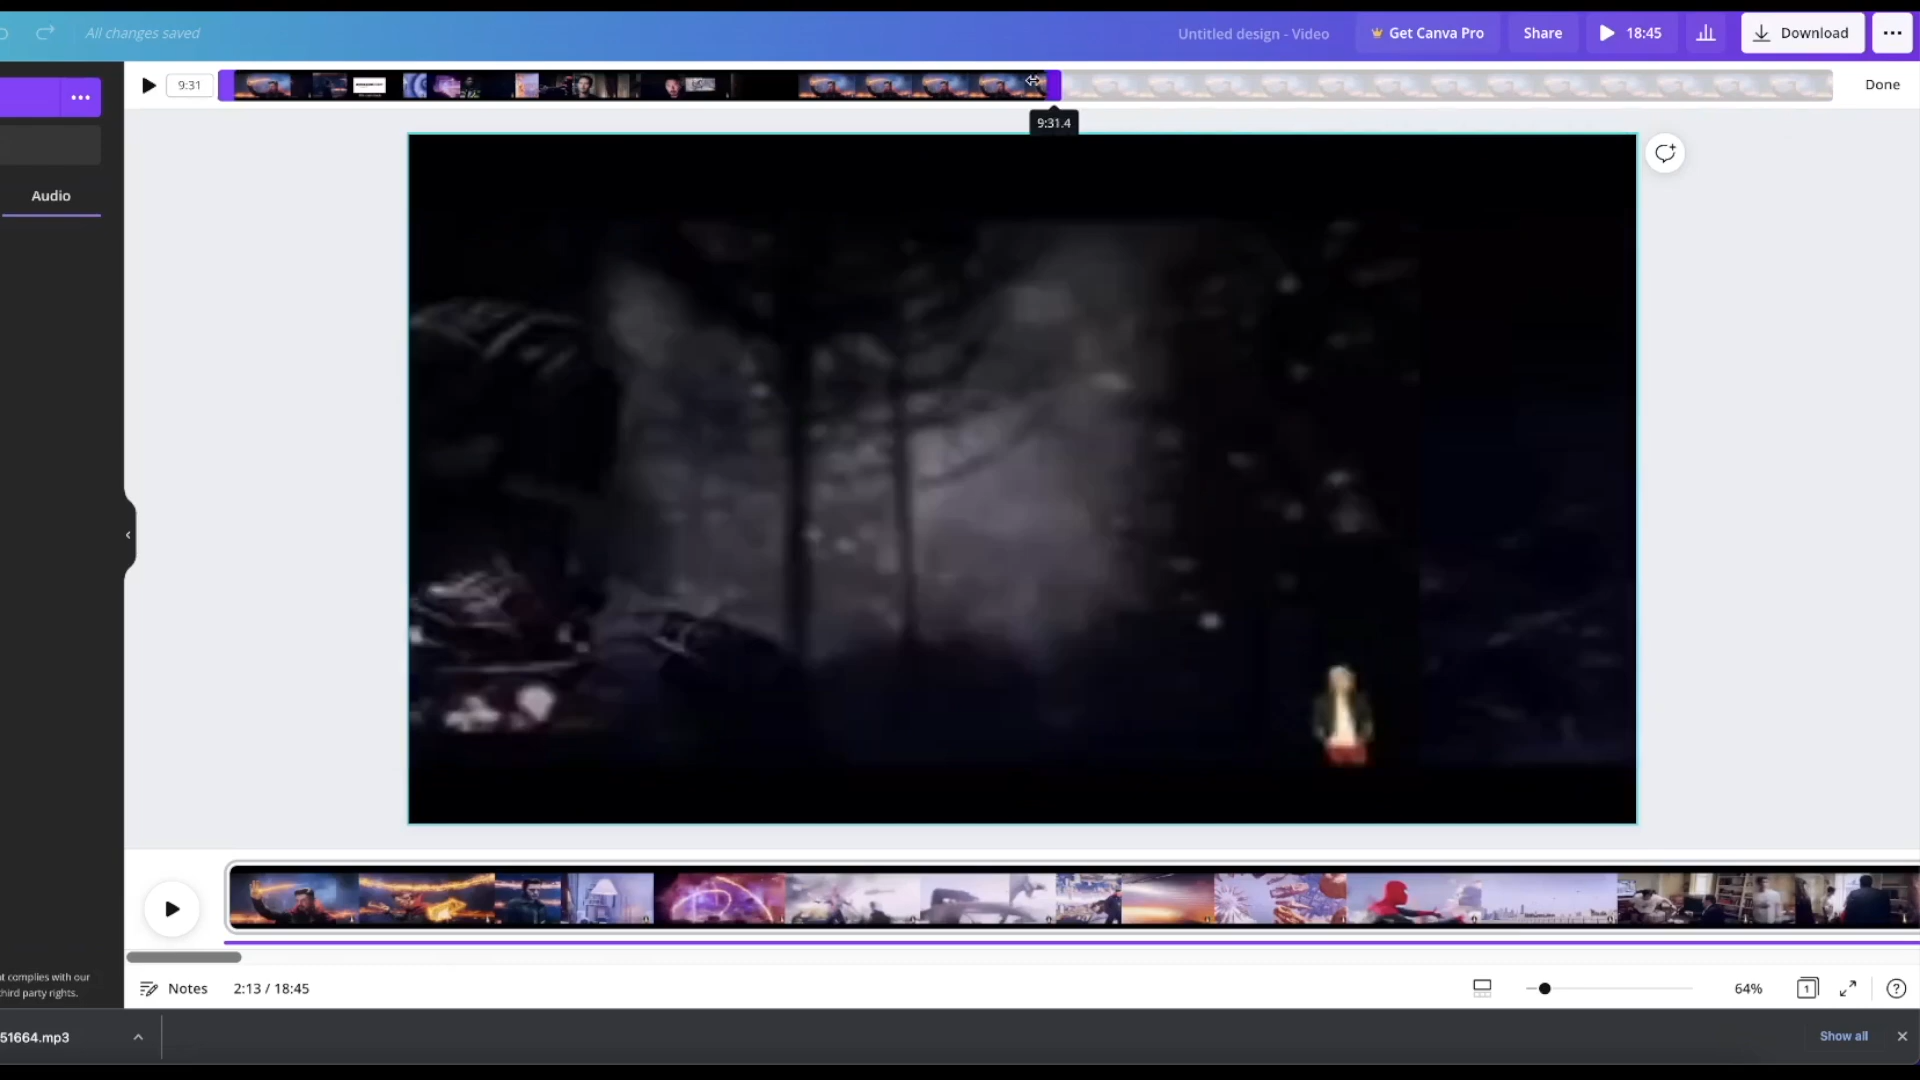 All changes saved
Untitled design - Video
Get Canva Pro
Share
18:45
Download
9:31
Done
9:31.4
Audio
t complies with our
hird party rights.
Notes
2:13 / 18:45
64%
1
?
51664.mp3
Show all